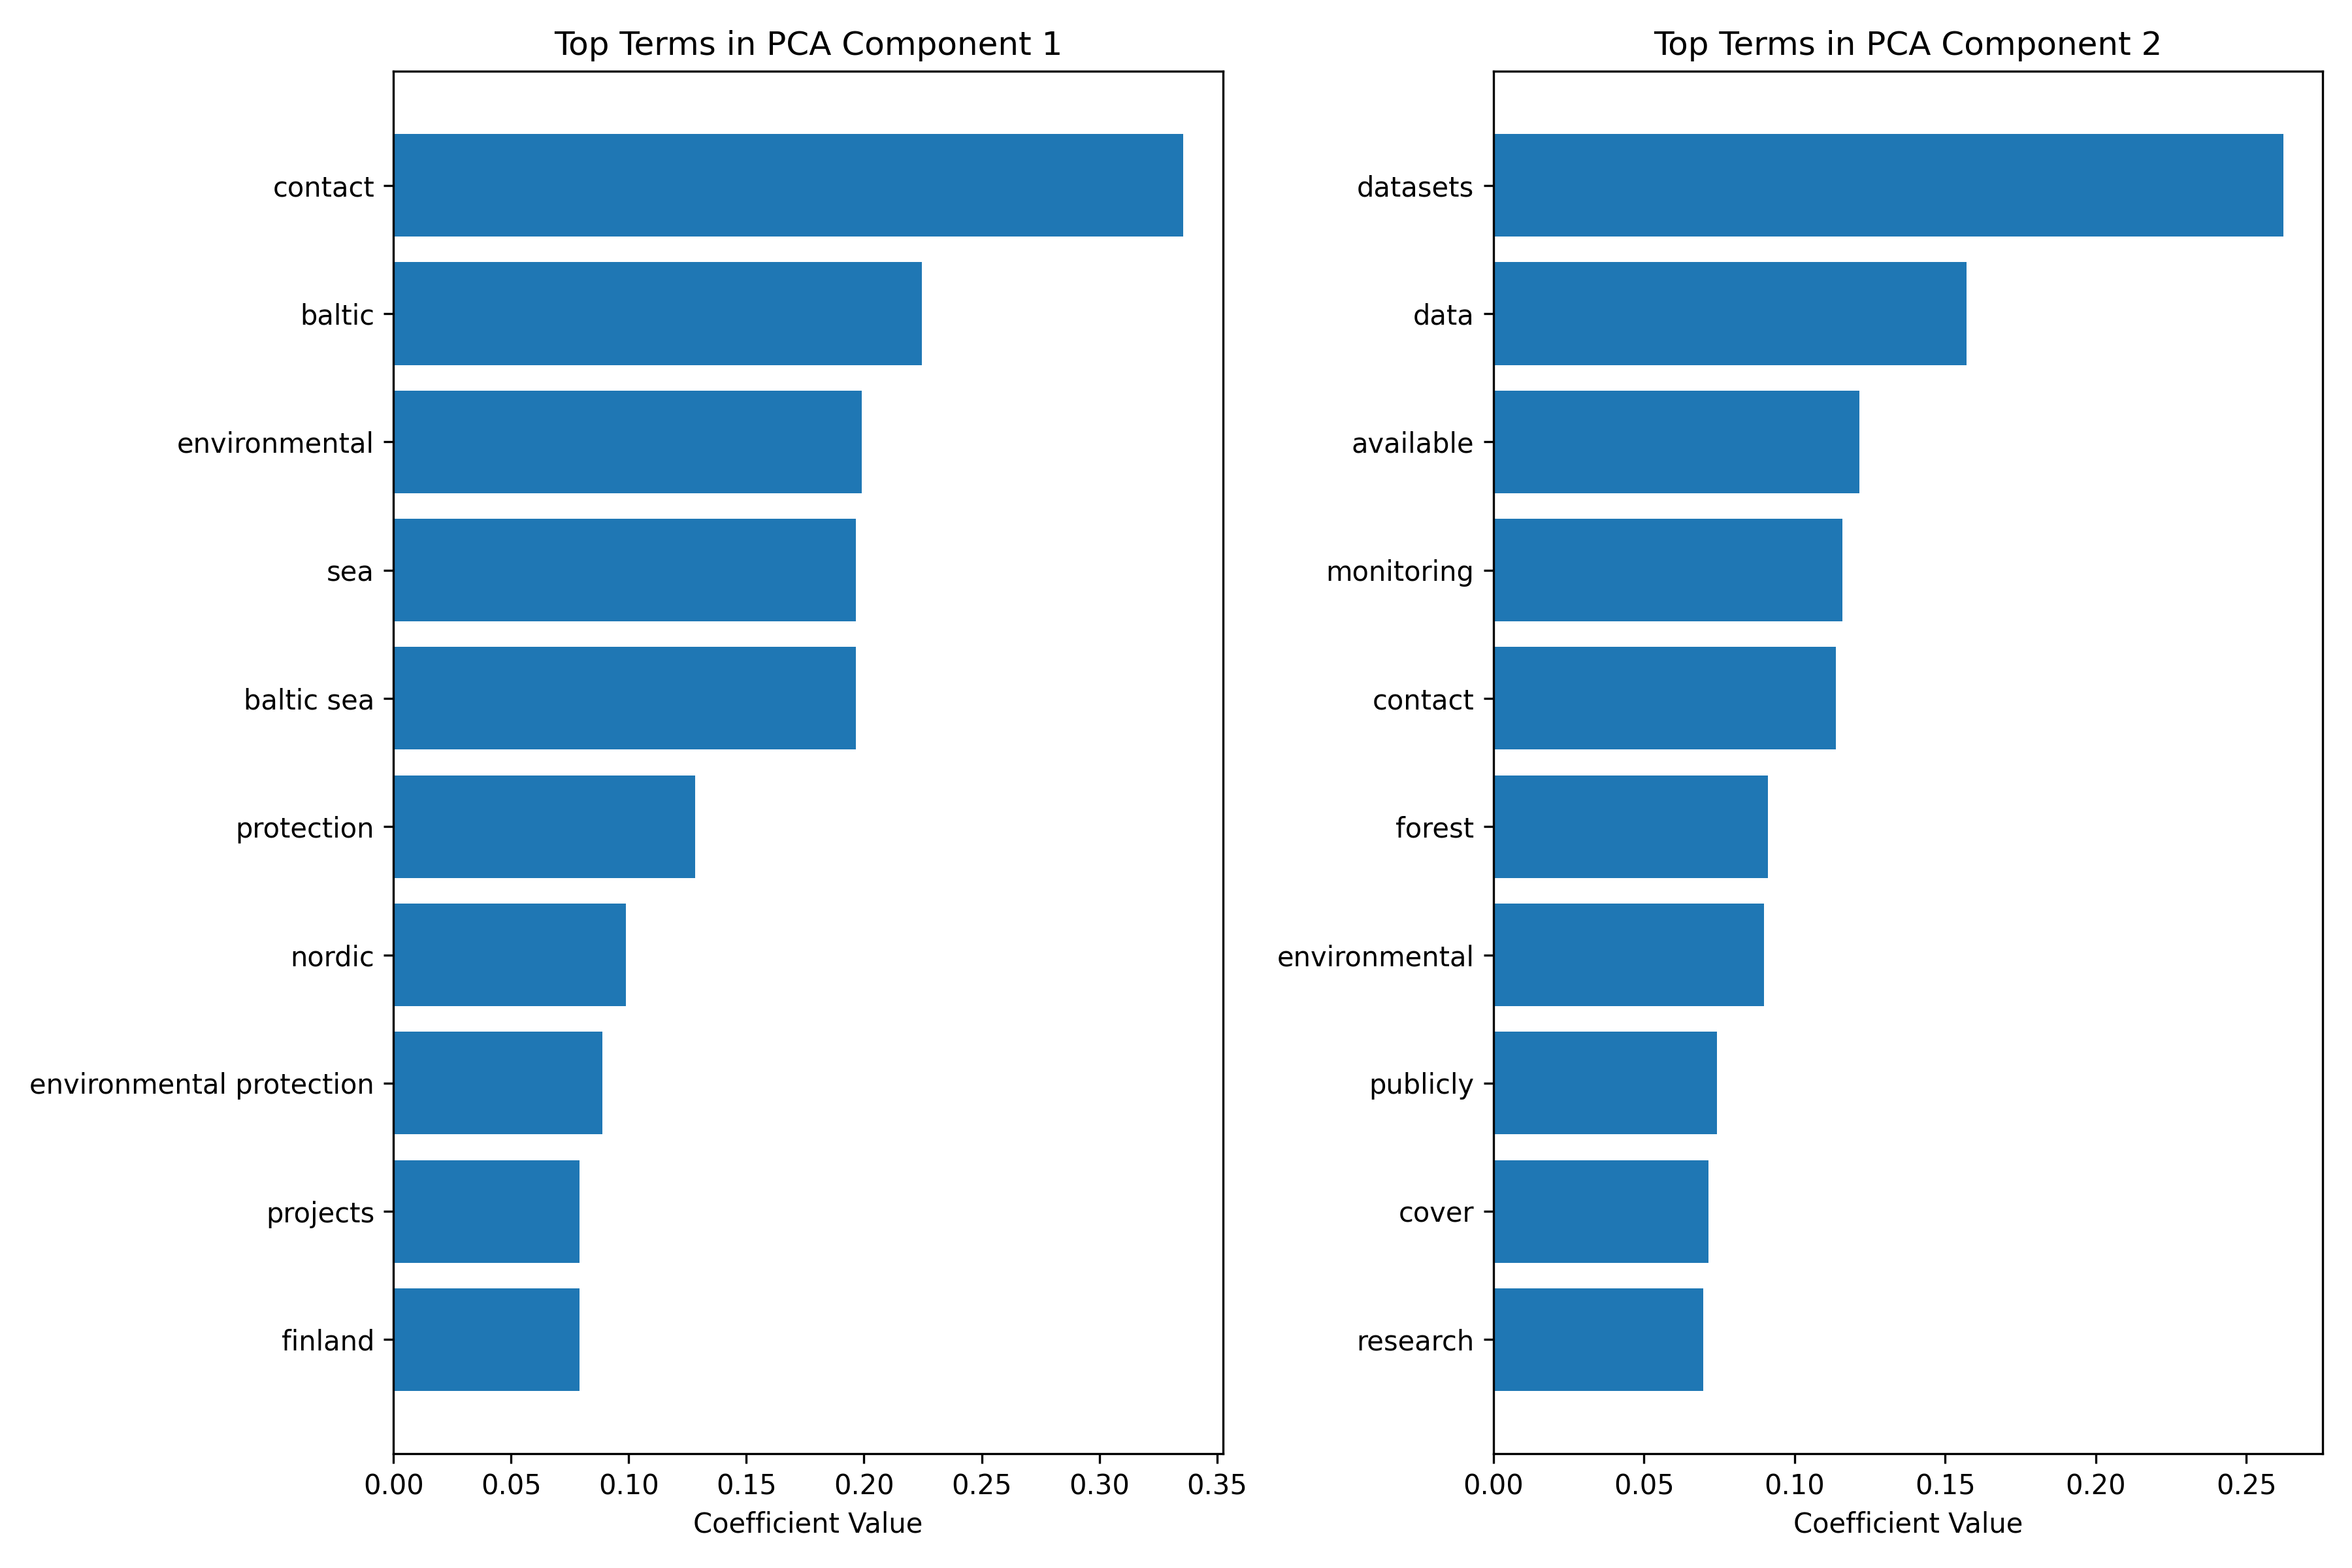 Top Terms in PCA Component 1
contact
baltic
environmental
sea
baltic sea
protection
nordic
environmental protection
projects
finland
0.00 0.05 0.10 0.15 0.20 0.25 0.30 0.35
Coefficient Value
Top Terms in PCA Component 2
datasets
data
available
monitoring
contact
forest
environmental
publicly
cover
research
0.00 0.05 0.10 0.15 0.20 0.25
Coefficient Value